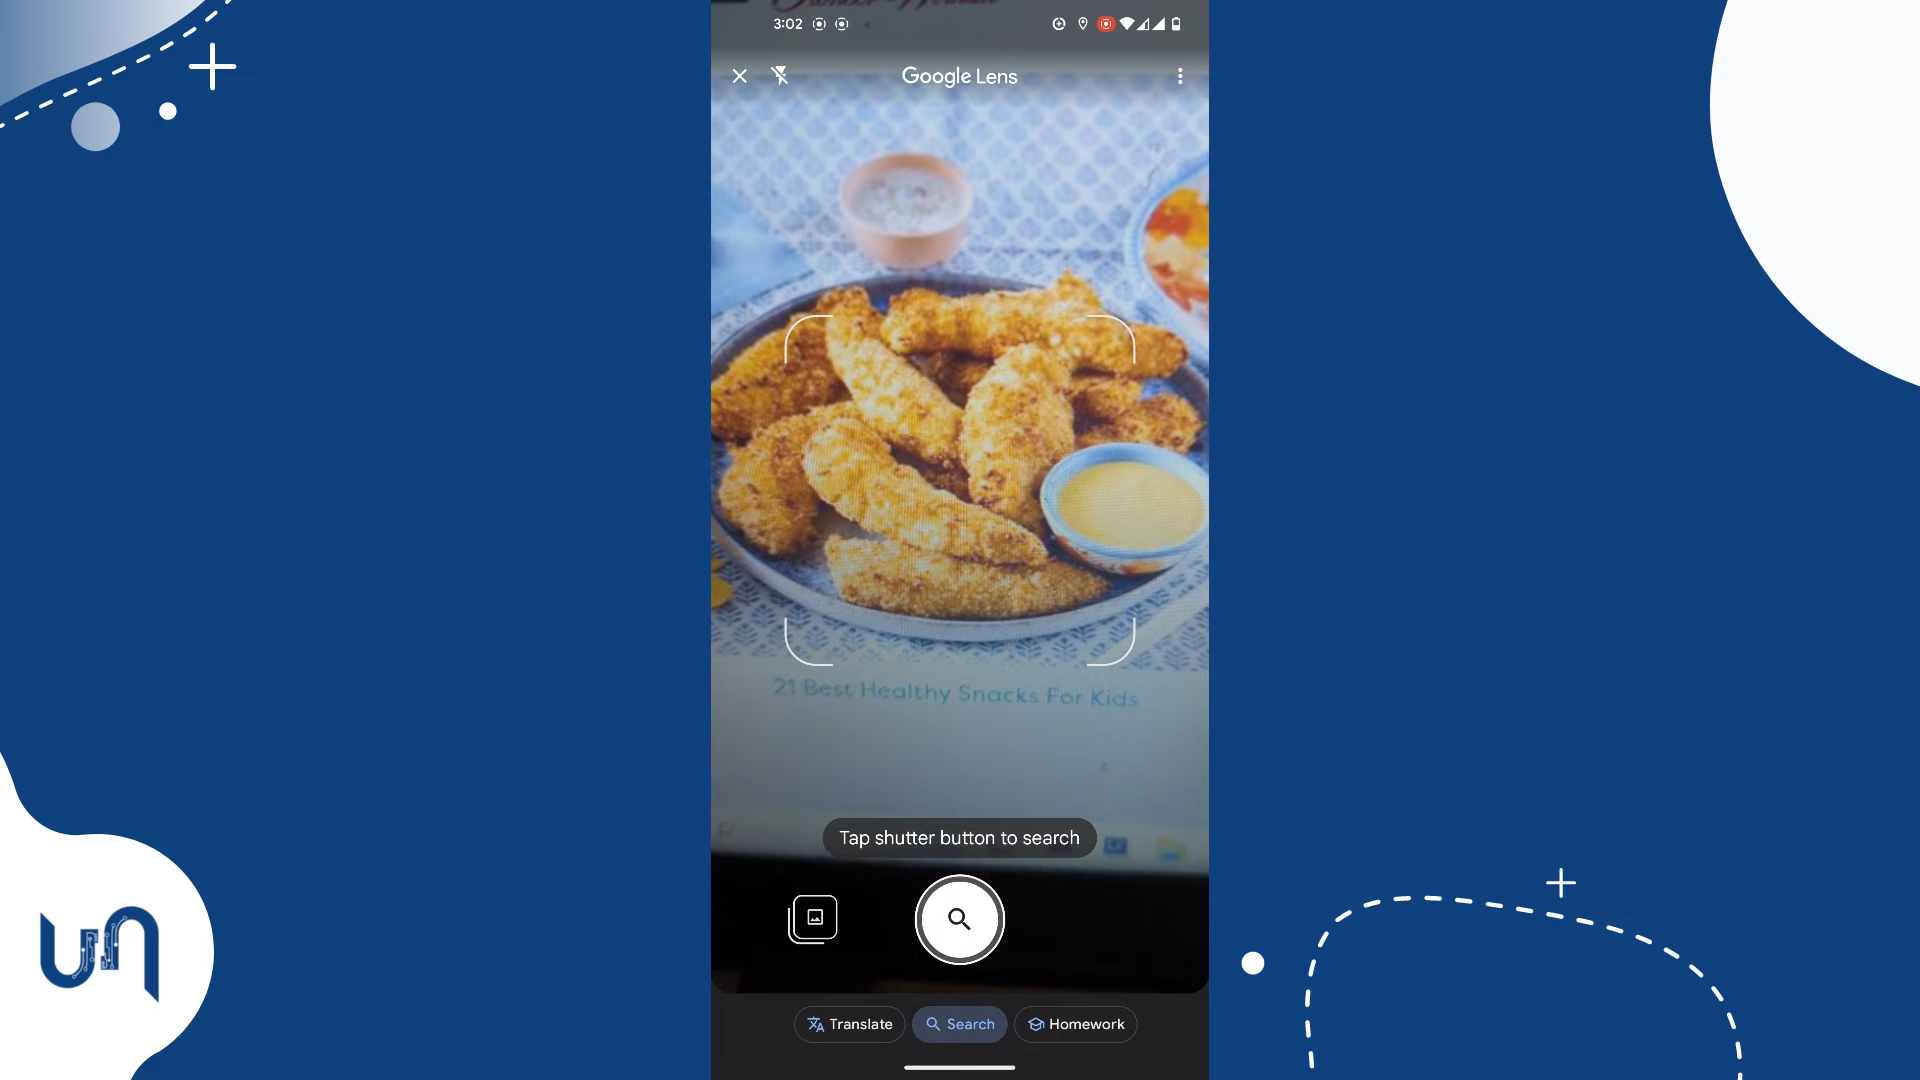 3:02
Google Lens
21 Best Healthy Snacks For Kids
Tap shutter button to search
Translate
Search
Homework